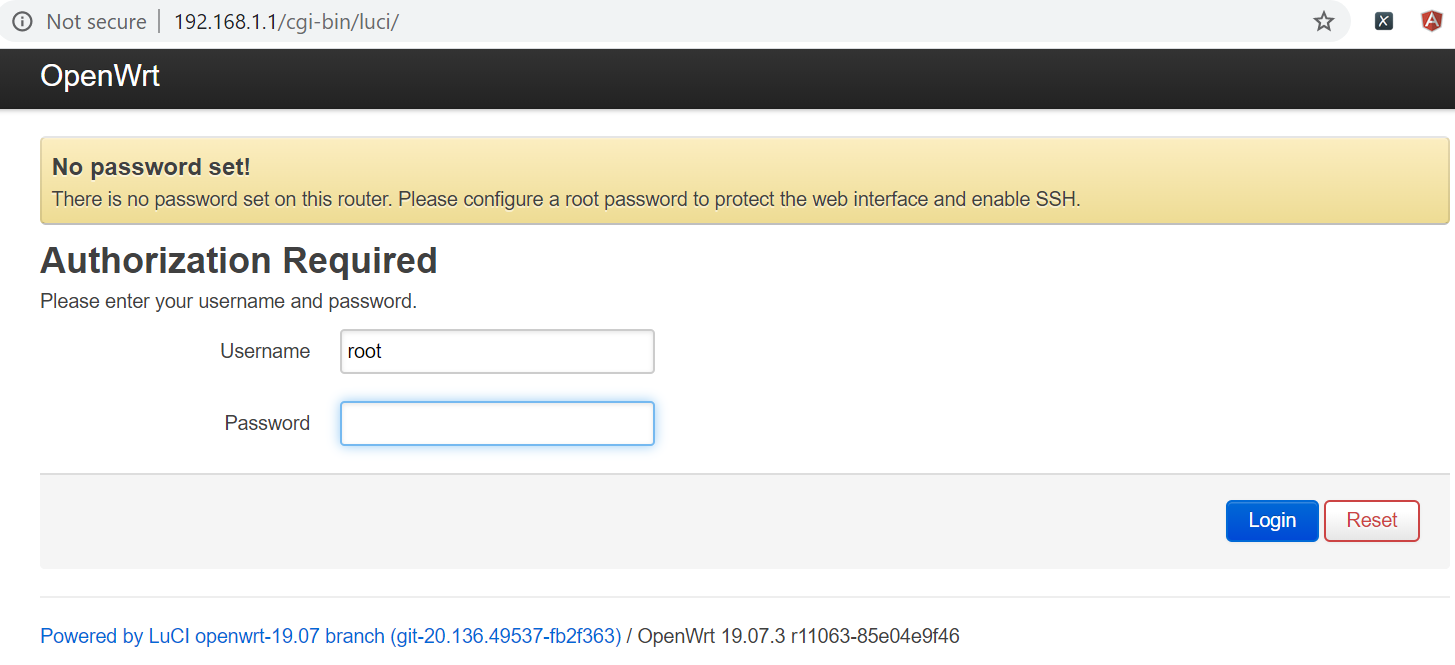 Not secure | 192.168.1.1/cgi-bin/luci/
OpenWrt
No password set!
There is no password set on this router. Please configure a root password to protect the web interface and enable SSH.
Authorization Required
Please enter your username and password.
Username root
Password
Login Reset
Powered by LuCI openwrt-19.07 branch (git-20.136.49537-fb2f363) / OpenWrt 19.07.3 r11063-85e04e9f46